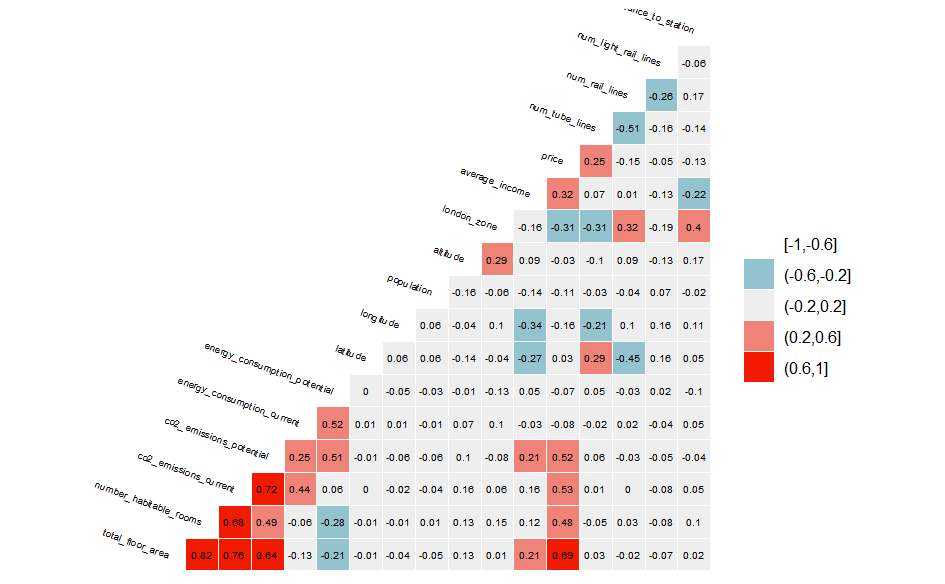 _to_station
num_light_rail_lines
-0.06
num_rail_lines
-0.26 0.17
num_tube_lines
-0.51 -0.16 -0.14
price
0.25 -0.15 -0.05 -0.13
average_income
0.32 0.07 0.01 -0.13 -0.22
london_zone
-0.16 -0.31 -0.31 0.32 -0.19 0.4
altitude
0.29 0.09 -0.03 -0.1 0.09 -0.13 0.17
population
-0.16 -0.06 -0.14 -0.11 -0.03 -0.04 0.07 -0.02
longitude
0.06 -0.04 0.1 -0.34 -0.16 -0.21 0.1 0.16 0.11
latitude
0.06 0.06 -0.14 -0.04 -0.27 0.03 0.29 -0.45 0.16 0.05
energy_consumption_potential
0 -0.05 -0.03 -0.01 -0.13 0.05 -0.07 0.05 -0.03 0.02 -0.1
energy_consumption_current
0.52 0.01 0.01 -0.01 0.07 0.1 -0.03 -0.08 -0.02 0.02 -0.04 0.05
co2_emissions_potential
0.25 0.51 -0.01 -0.06 -0.06 0.1 -0.08 0.21 0.52 0.06 -0.03 -0.05 -0.04
co2_emissions_current
0.72 0.44 0.06 0 -0.02 -0.04 0.16 0.06 0.16 0.53 0.01 0 -0.08 0.05
number_habitable_rooms
0.68 0.49 -0.06 -0.28 -0.01 -0.01 0.01 0.13 0.15 0.12 0.48 -0.05 0.03 -0.08 0.1
total_floor_area
0.82 0.76 0.64 -0.13 -0.21 -0.01 -0.04 -0.05 0.13 0.01 0.21 0.69 0.03 -0.02 -0.07 0.02
[-1,-0.6]
(-0.6,-0.2]
(-0.2,0.2]
(0.2,0.6]
(0.6,1]